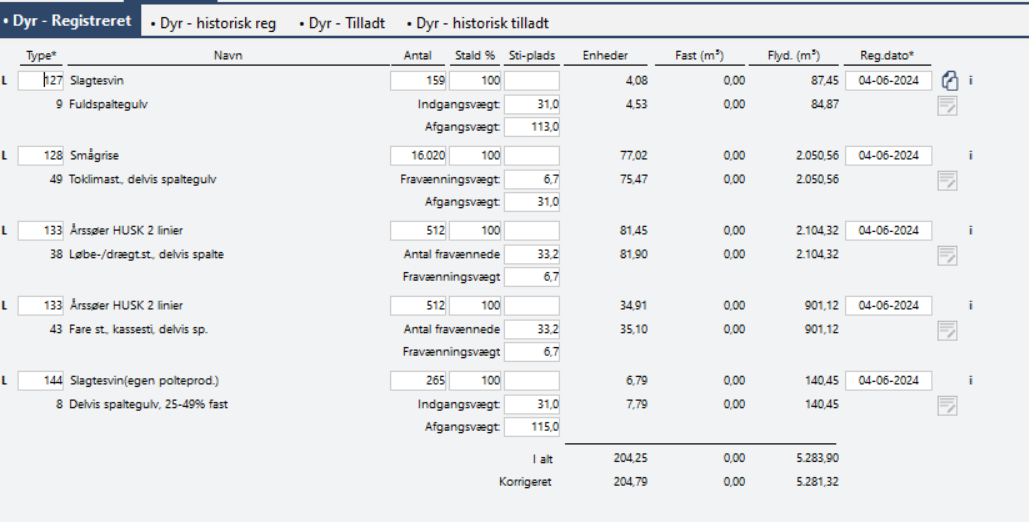 • Dyr - Registreret • Dyr - historisk reg • Dyr - Tilladt • Dyr - historisk tilladt
Type* Navn Antal Stald % Sti-plads Enheder Fast (m³) Flyd. (m³) Reg.dato*
L 127 Slagtesvin 159 100 4,08 0,00 87,45 04-06-2024 i
9 Fuldspaltegulv Indgangsvægt: 31,0 4,53 0,00 84,87
Afgangsvægt: 113,0
L 128 Smågrise 16.020 100 77,02 0,00 2.050,56 04-06-2024 i
49 Toklimast., delvis spaltegulv Fravænningsvægt: 6,7 75,47 0,00 2.050,56
Afgangsvægt: 31,0
L 133 Årssøer HUSK 2 linier 512 100 81,45 0,00 2.104,32 04-06-2024 i
38 Løbe-/drægt.st., delvis spalte Antal fravænnede 33,2 81,90 0,00 2.104,32
Fravænningsvægt 6,7
L 133 Årssøer HUSK 2 linier 512 100 34,91 0,00 901,12 04-06-2024 i
43 Fare st., kassesti, delvis sp. Antal fravænnede 33,2 35,10 0,00 901,12
Fravænningsvægt 6,7
L 144 Slagtesvin(egen polteprod.) 265 100 6,79 0,00 140,45 04-06-2024 i
8 Delvis spaltegulv, 25-49% fast Indgangsvægt: 31,0 7,79 0,00 140,45
Afgangsvægt: 115,0
I alt 204,25 0,00 5.283,90
Korrigeret 204,79 0,00 5.281,32